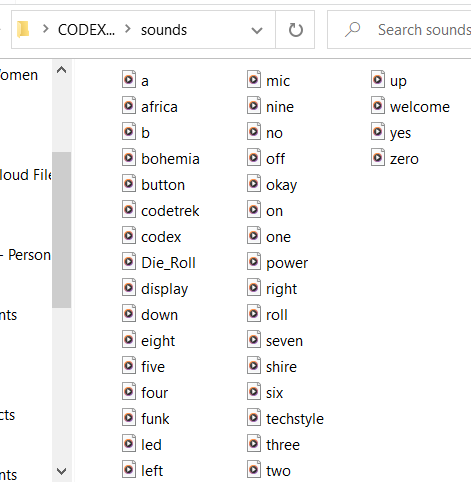 CODEX... > sounds
Search sounds
omen
loud File
- Person
nts
cts
nts
a
africa
b
bohemia
button
codetrek
codex
Die_Roll
display
down
eight
five
four
funk
led
left
mic
nine
no
off
okay
on
one
power
right
roll
seven
shire
six
techstyle
three
two
up
welcome
yes
zero